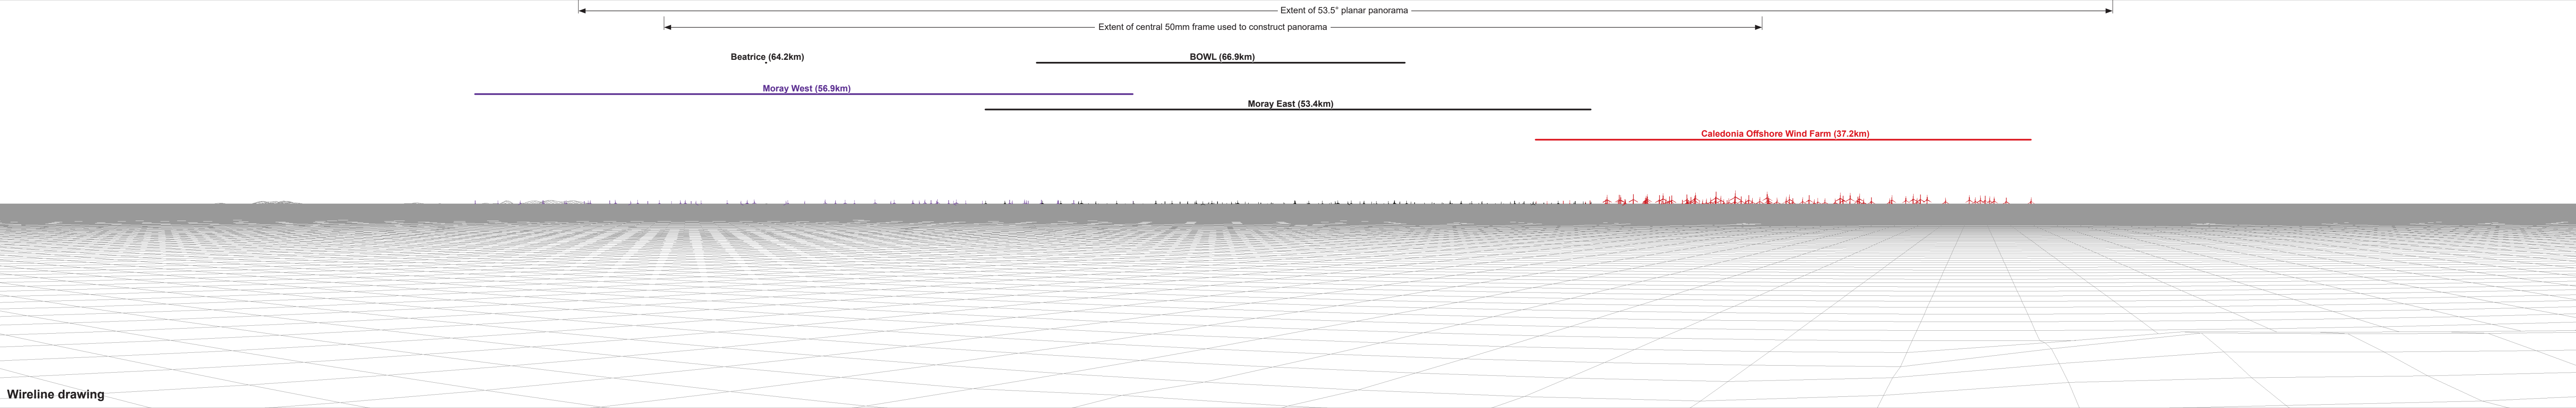 Extent of 53.5° planar panorama
Extent of central 50mm frame used to construct panorama
Beatrice (64.2km)
BOWL (66.9km)
Moray West (56.9km)
Moray East (53.4km)
Caledonia Offshore Wind Farm (37.2km)
Wireline drawing